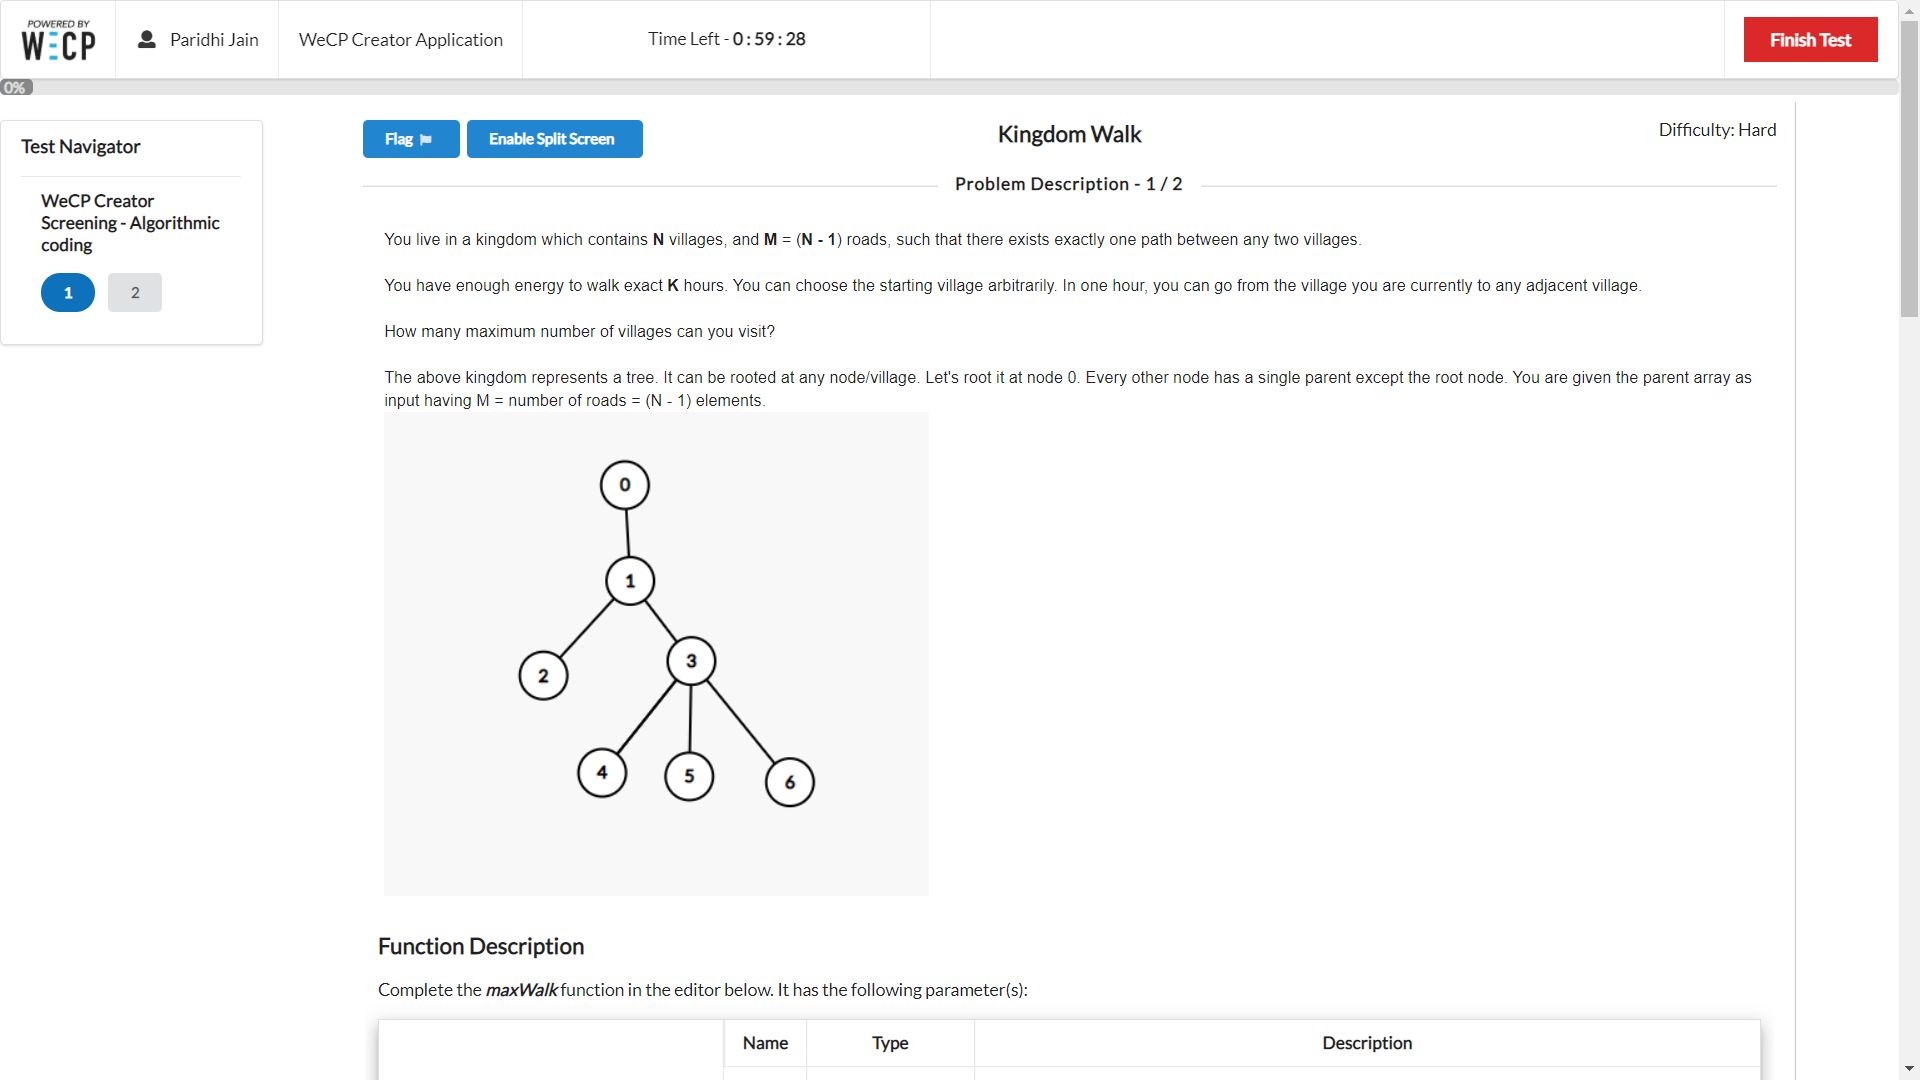 POWERED BY
WECP
Paridhi Jain
WeCP Creator Application
Time Left - 0 : 59 : 28
Finish Test
0%
Test Navigator
WeCP Creator
Screening - Algorithmic
coding
1
2
Flag
Enable Split Screen
Kingdom Walk
Difficulty: Hard
Problem Description - 1 / 2
You live in a kingdom which contains N villages, and M = (N - 1) roads, such that there exists exactly one path between any two villages.
You have enough energy to walk exact K hours. You can choose the starting village arbitrarily. In one hour, you can go from the village you are currently to any adjacent village.
How many maximum number of villages can you visit?
The above kingdom represents a tree. It can be rooted at any node/village. Let's root it at node 0. Every other node has a single parent except the root node. You are given the parent array as
input having M = number of roads = (N - 1) elements.
0
1
2
3
4
5
6
Function Description
Complete the maxWalk function in the editor below. It has the following parameter(s):
Name
Type
Description